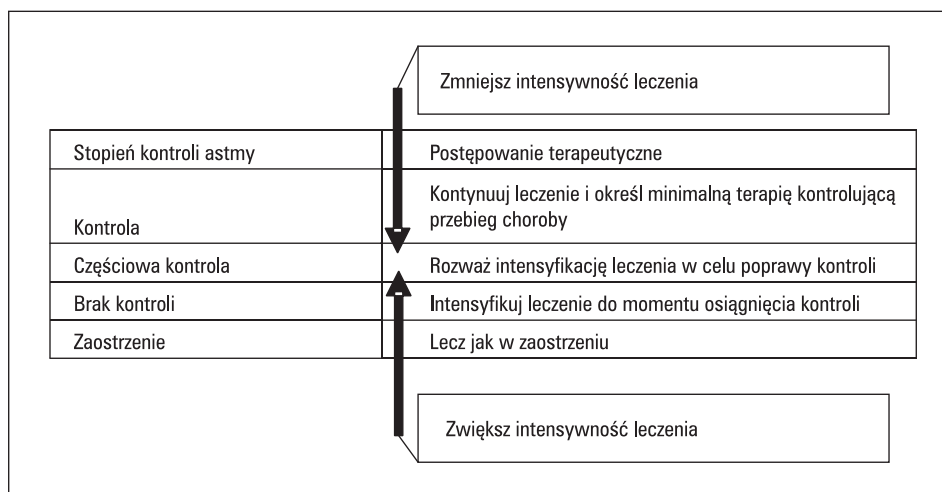 Zmniejsz intensywność leczenia
Stopień kontroli astmy
Postępowanie terapeutyczne
Kontrola
Kontynuuj leczenie i określ minimalną terapię kontrolującą
przebieg choroby
Częściowa kontrola
Rozważ intensyfikację leczenia w celu poprawy kontroli
Brak kontroli
Intensyfikuj leczenie do momentu osiągnięcia kontroli
Zaostrzenie
Lecz jak w zaostrzeniu
Zwiększ intensywność leczenia